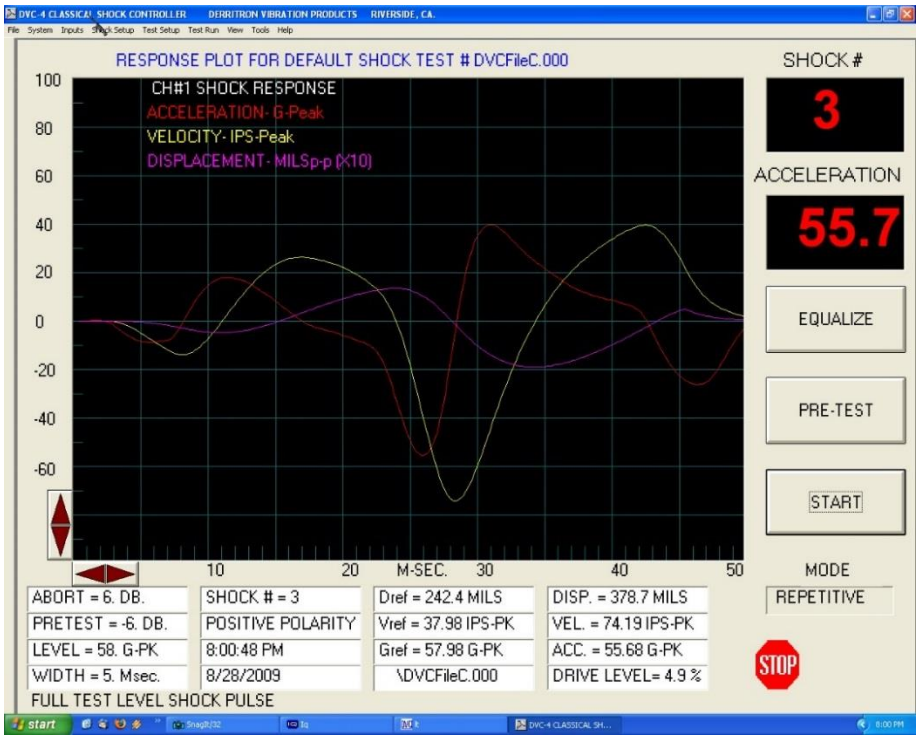 DVC-4 CLASSICAL SHOCK CONTROLLER DERRITRON VIBRATION PRODUCTS RIVERSIDE, CA.
File System Inputs Shock Setup Test Setup Test Run View Tools Help
RESPONSE PLOT FOR DEFAULT SHOCK TEST # DVCFileC.000
CH#1 SHOCK RESPONSE
ACCELERATION- G-Peak
VELOCITY- IPS-Peak
DISPLACEMENT - MILSp-p (X10)
100
80
60
40
20
0
-20
-40
-60
10 20 M-SEC. 30 40 50
SHOCK #
3
ACCELERATION
55.7
EQUALIZE
PRE-TEST
START
MODE
REPETITIVE
STOP
ABORT = 6. DB. SHOCK # = 3 Dref = 242.4 MILS DISP. = 378.7 MILS
PRETEST = -6. DB. POSITIVE POLARITY Vref = 37.98 IPS-PK VEL. = 74.19 IPS-PK
LEVEL = 58. G-PK 8:00:48 PM Gref = 57.98 G-PK ACC. = 55.68 G-PK
WIDTH = 5. Msec. 8/28/2009 \DVCFileC.000 DRIVE LEVEL= 4.9 %
FULL TEST LEVEL SHOCK PULSE
start SnagIt/32 DVC-4 CLASSICAL SH... 8:00 PM